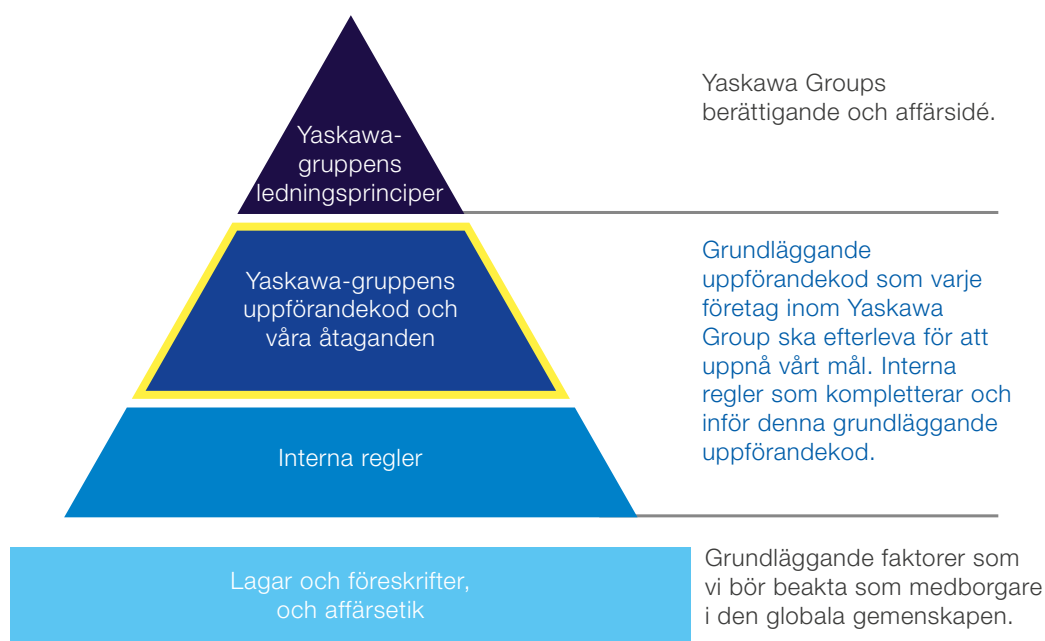 Yaskawa-
gruppens
ledningsprinciper
Yaskawa Groups
berättigande och affärsidé.
Yaskawa-gruppens
uppförandekod och
våra åtaganden
Grundläggande
uppförandekod som varje
företag inom Yaskawa
Group ska efterleva för att
uppnå vårt mål. Interna
regler som kompletterar och
inför denna grundläggande
uppförandekod.
Interna regler
Lagar och föreskrifter,
och affärsetik
Grundläggande faktorer som
vi bör beakta som medborgare
i den globala gemenskapen.